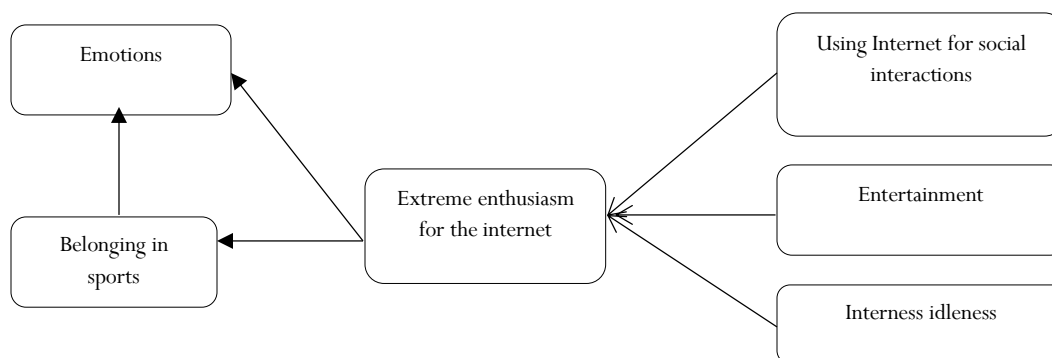 Emotions
Using Internet for social
interactions
Extreme enthusiasm
for the internet
Entertainment
Belonging in
sports
Interness idleness